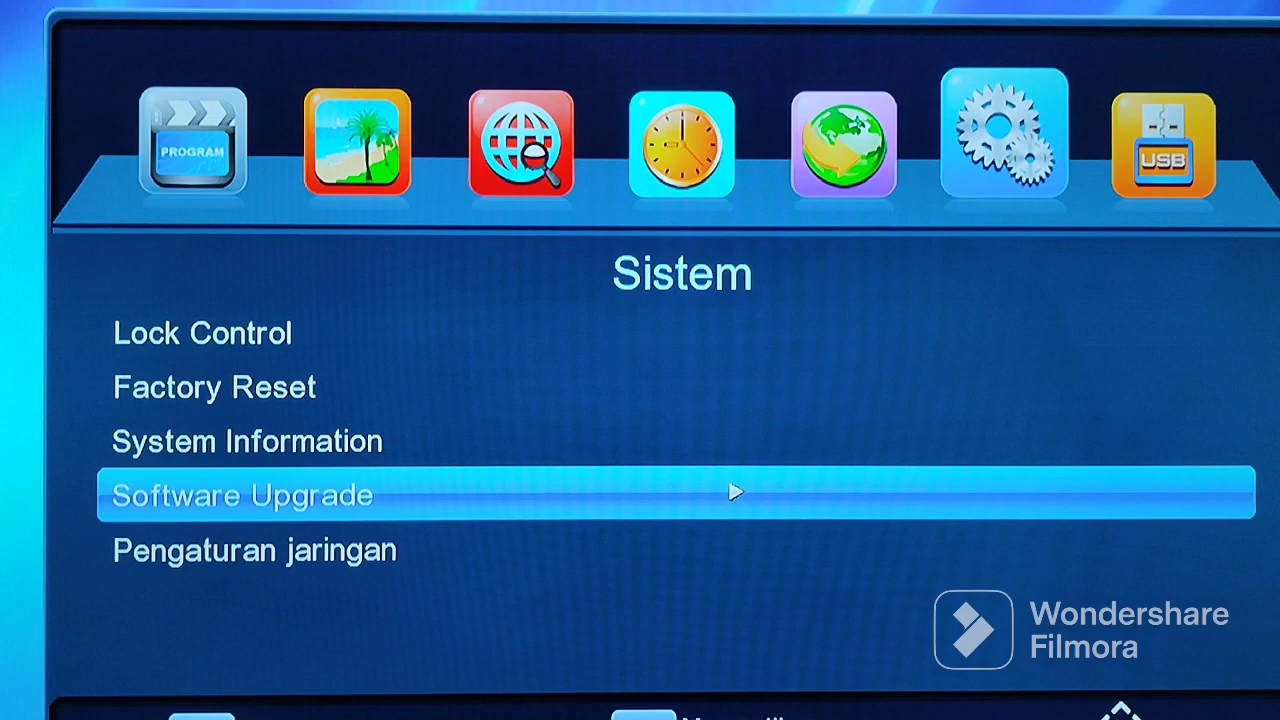 PROGRAM
USB
Sistem
Lock Control
Factory Reset
System Information
Software Upgrade
Pengaturan jaringan
Wondershare
Filmora